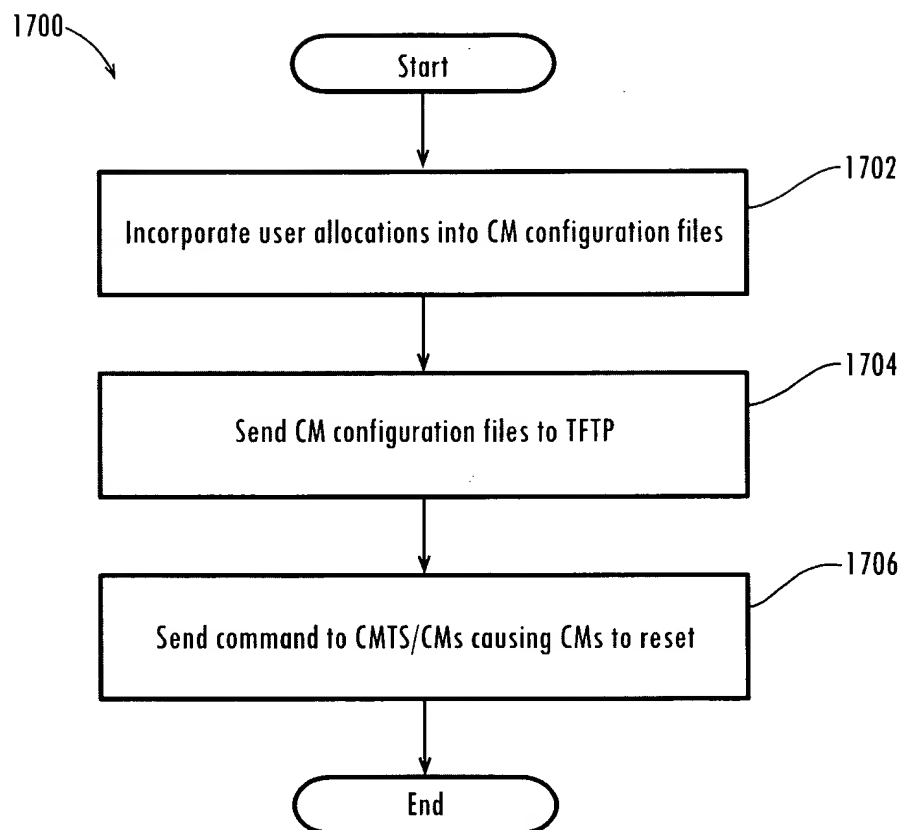 1700
Start
1702
Incorporate user allocations into CM configuration files
1704
Send CM configuration files to TFTP
1706
Send command to CMTS/CMs causing CMs to reset
End